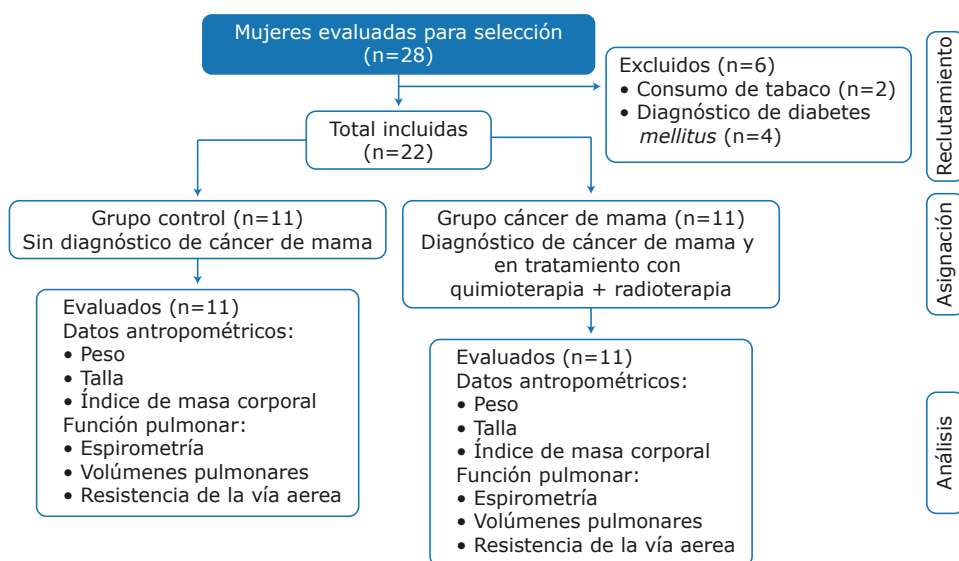 Mujeres evaluadas para selección
(n=28)
Excluidos (n=6)
• Consumo de tabaco (n=2)
• Diagnóstico de diabetes
mellitus (n=4)
Reclutamiento
Total incluidas
(n=22)
Grupo control (n=11)
Sin diagnóstico de cáncer de mama
Grupo cáncer de mama (n=11)
Diagnóstico de cáncer de mama y
en tratamiento con
quimioterapia + radioterapia
Asignación
Evaluados (n=11)
Datos antropométricos:
• Peso
• Talla
• Índice de masa corporal
Función pulmonar:
• Espirometría
• Volúmenes pulmonares
• Resistencia de la vía aerea
Evaluados (n=11)
Datos antropométricos:
• Peso
• Talla
• Índice de masa corporal
Función pulmonar:
• Espirometría
• Volúmenes pulmonares
• Resistencia de la vía aerea
Análisis